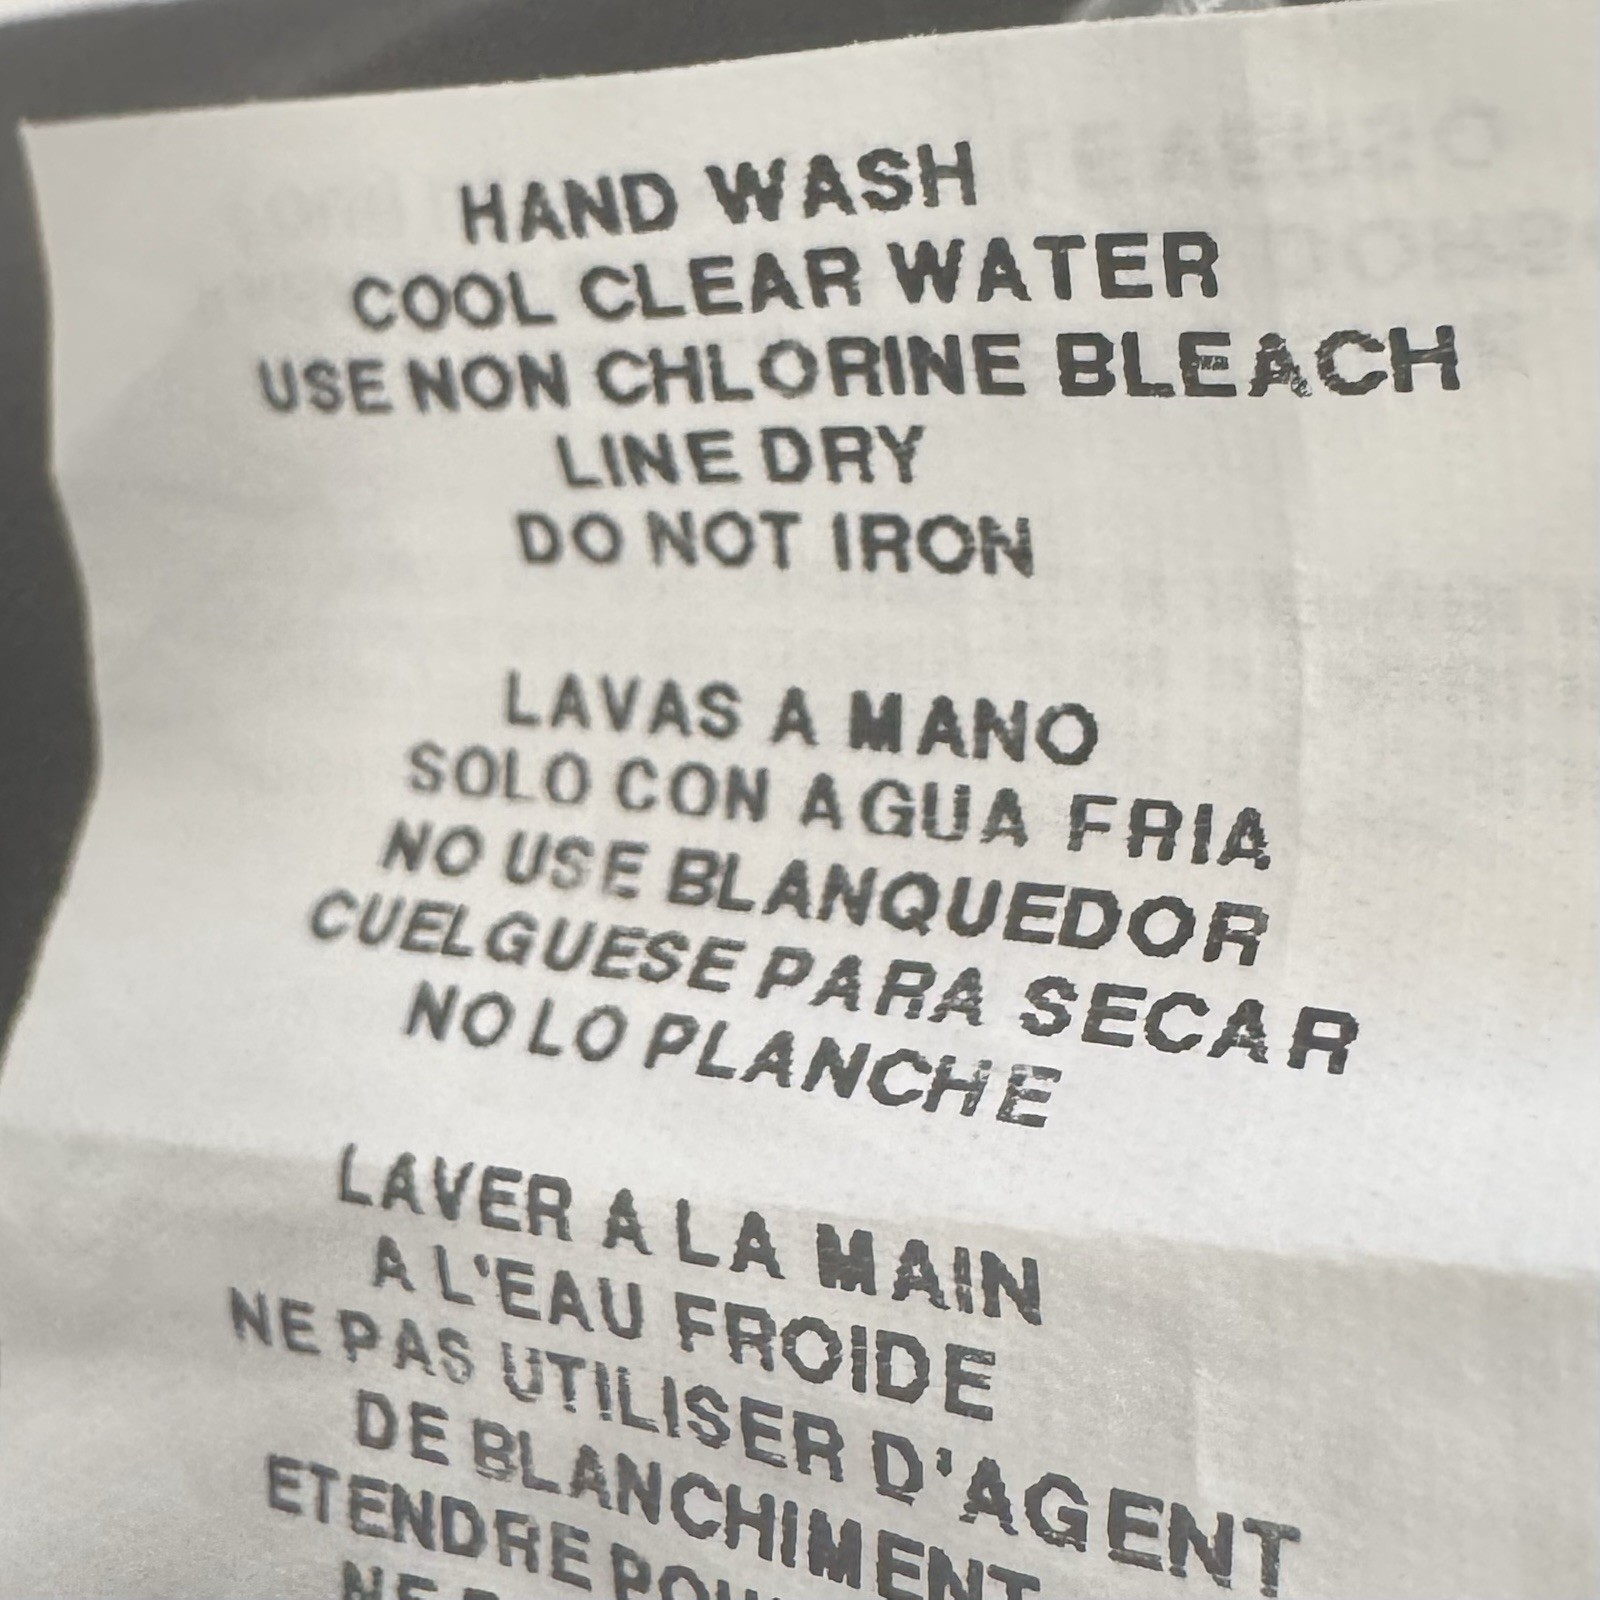 HAND WASH
COOL CLEAR WATER
USE NON CHLORINE BLEACH
LINE DRY
DO NOT IRON
LAVAS A MANO
SOLO CON AGUA FRIA
NO USE BLANQUEDOR
CUELGUESE PARA SECAR
NO LO PLANCHE
LAVER A LA MAIN
A L'EAU FROIDE
NE PAS UTILISER D'AGENT
DE BLANCHIMENT
ETENDRE
NE